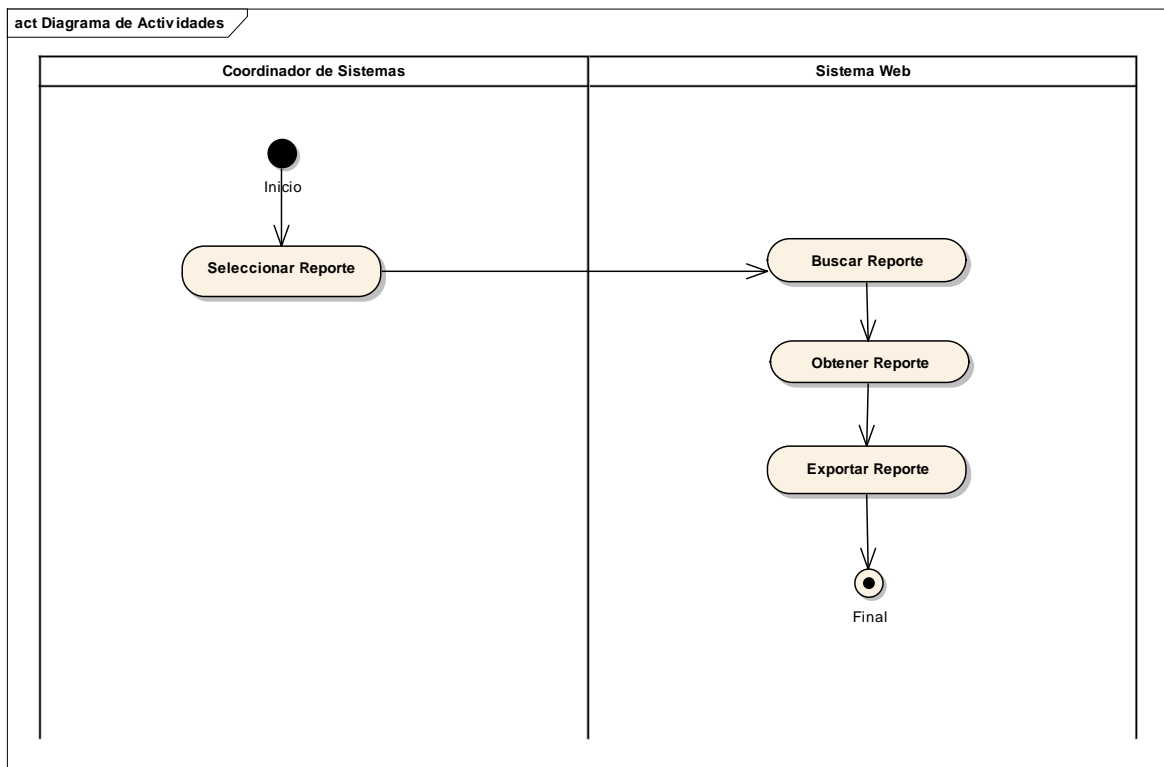 act Diagrama de Actividades
Coordinador de Sistemas
Sistema Web
Inicio
Seleccionar Reporte
Buscar Reporte
Obtener Reporte
Exportar Reporte
Final